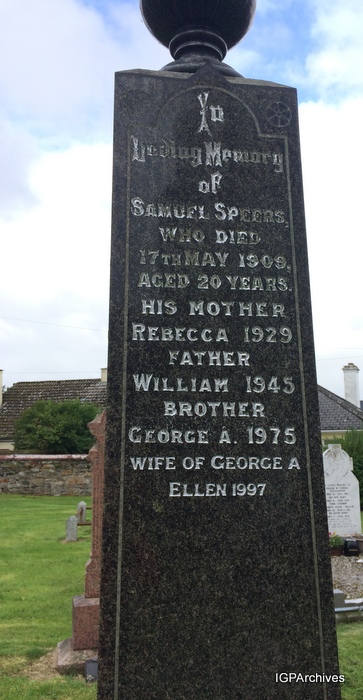 In
Loving Memory
of
SAMUEL SPEERS,
WHO DIED
17TH MAY 1909,
AGED 20 YEARS.
HIS MOTHER
REBECCA 1929
FATHER
WILLIAM 1945
BROTHER
GEORGE A. 1975
WIFE OF GEORGE A
ELLEN 1997
IGPArchives